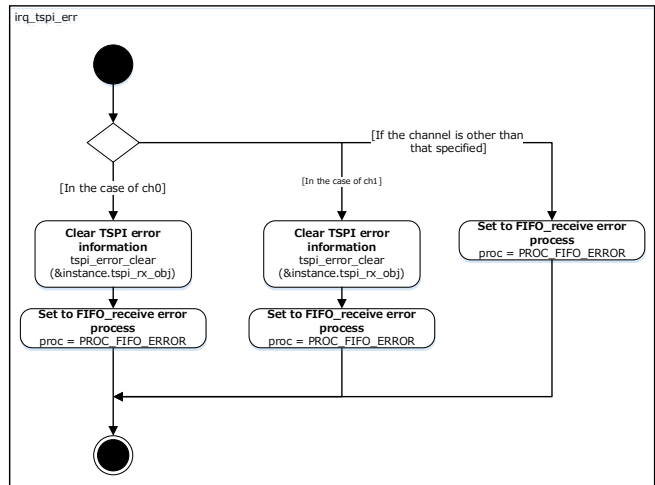 irq_tspi_err
[If the channel is other than
that specified]
[In the case of ch0]
[In the case of ch1]
Clear TSPI error
information
tspi_error_clear
(&instance.tspi_rx_obj)
Clear TSPI error
information
tspi_error_clear
(&instance.tspi_rx_obj)
Set to FIFO_receive error
process
proc = PROC_FIFO_ERROR
Set to FIFO_receive error
process
proc = PROC_FIFO_ERROR
Set to FIFO_receive error
process
proc = PROC_FIFO_ERROR